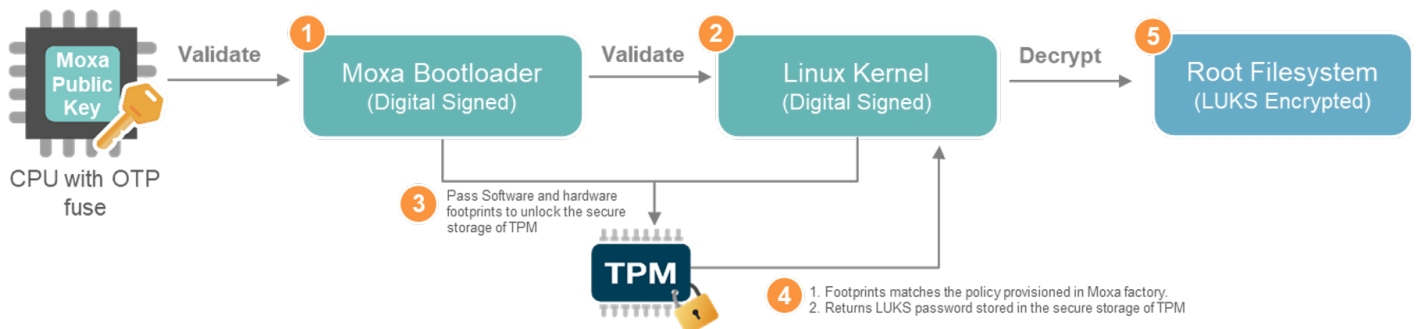 Moxa
Public
Key
CPU with OTP
fuse
Validate
1
Moxa Bootloader
(Digital Signed)
Validate
2
Linux Kernel
(Digital Signed)
Decrypt
5
Root Filesystem
(LUKS Encrypted)
3
Pass Software and hardware
footprints to unlock the secure
storage of TPM
TPM
4
1. Footprints matches the policy provisioned in Moxa factory.
2. Returns LUKS password stored in the secure storage of TPM